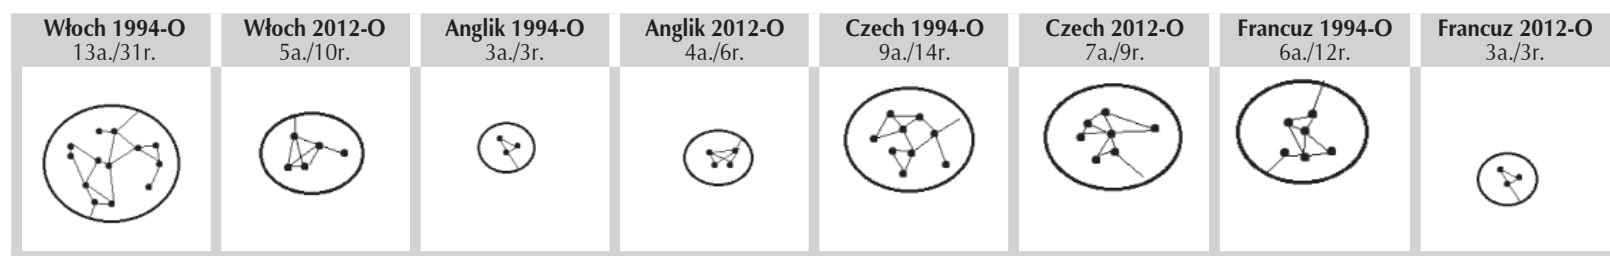 Włoch 1994-O
13a./31r.
Włoch 2012-O
5a./10r.
Anglik 1994-O
3a./3r.
Anglik 2012-O
4a./6r.
Czech 1994-O
9a./14r.
Czech 2012-O
7a./9r.
Francuz 1994-O
6a./12r.
Francuz 2012-O
3a./3r.